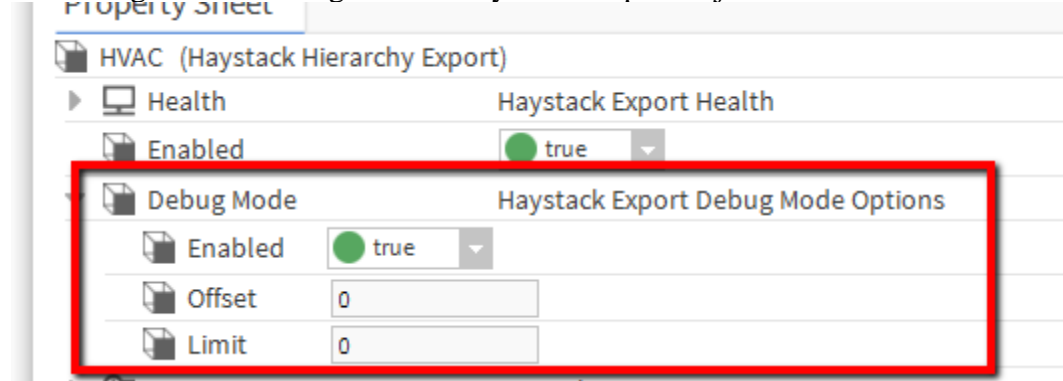 Property Sheet
HVAC (Haystack Hierarchy Export)
Health Haystack Export Health
Enabled true
Debug Mode Haystack Export Debug Mode Options
Enabled true
Offset 0
Limit 0